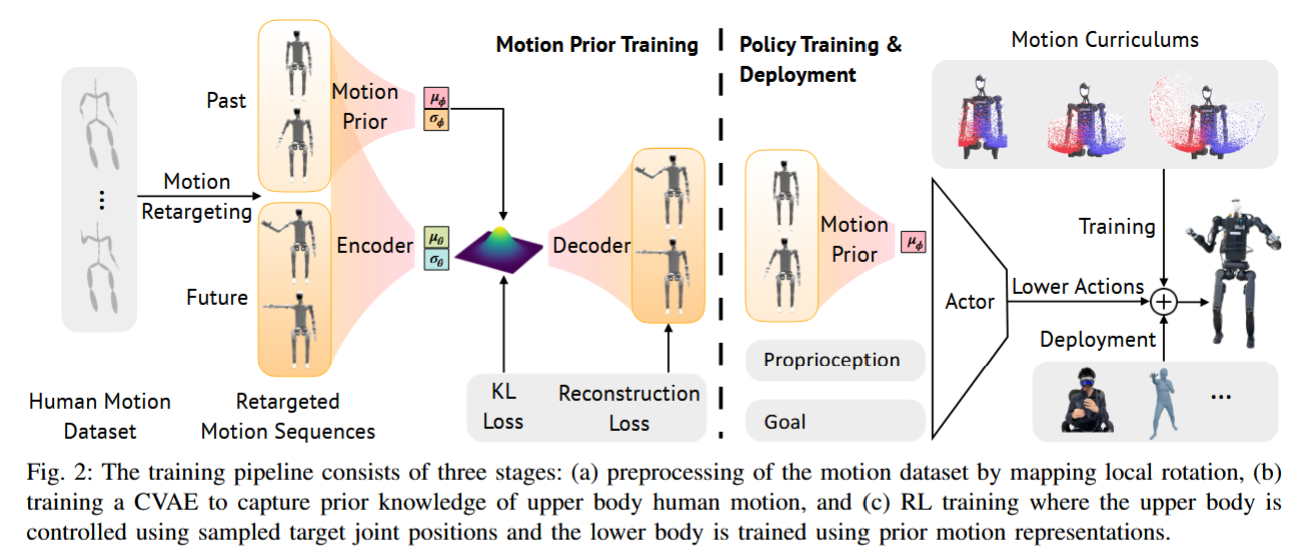 Motion Prior Training
Policy Training &
Deployment
Motion Curriculums
Past
Motion
Prior
μϕ
σϕ
Motion
Retargeting
Encoder
μθ
σθ
Decoder
Future
Motion
Prior
μϕ
Training
Actor
Lower Actions
Deployment
Proprioception
Goal
KL
Loss
Reconstruction
Loss
Human Motion
Dataset
Retargeted
Motion Sequences
...
...
Fig. 2: The training pipeline consists of three stages: (a) preprocessing of the motion dataset by mapping local rotation, (b)
training a CVAE to capture prior knowledge of upper body human motion, and (c) RL training where the upper body is
controlled using sampled target joint positions and the lower body is trained using prior motion representations.